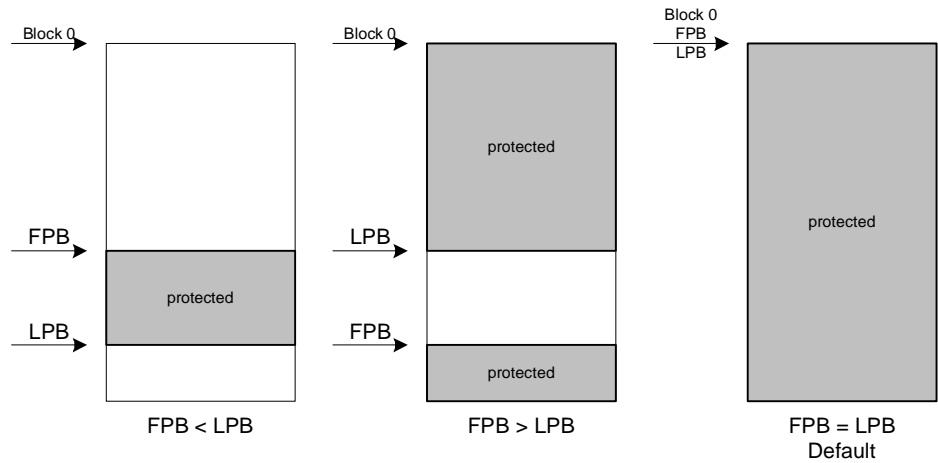 Block 0
FPB
LPB
protected
FPB < LPB
Block 0
protected
LPB
FPB
protected
FPB > LPB
Block 0
FPB
LPB
protected
FPB = LPB
Default